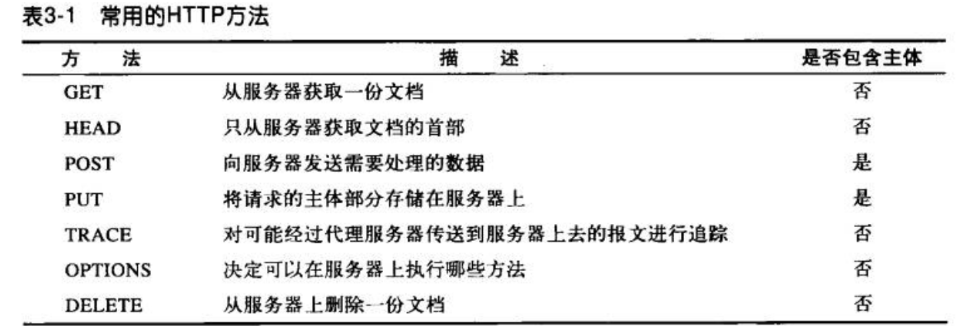 表3-1 常用的HTTP方法
方 法 描 述 是否包含主体
GET 从服务器获取一份文档 否
HEAD 只从服务器获取文档的首部 否
POST 向服务器发送需要处理的数据 是
PUT 将请求的主体部分存储在服务器上 是
TRACE 对可能经过代理服务器传送到服务器上去的报文进行追踪 否
OPTIONS 决定可以在服务器上执行哪些方法 否
DELETE 从服务器上删除一份文档 否